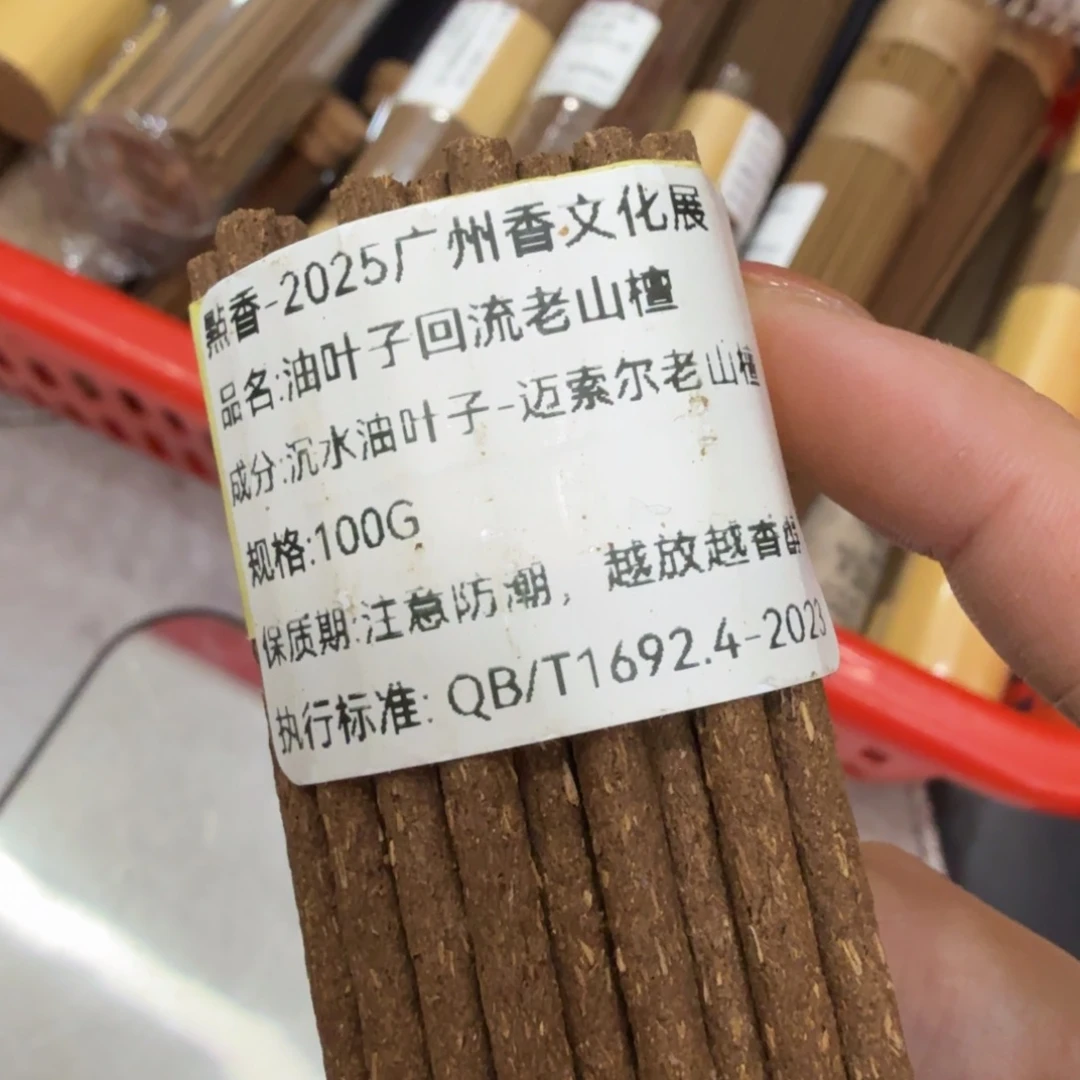 點香-2025广州香文化展
品名:油叶子回流老山檀
成分:沉水油叶子-迈索尔老山檀
规格:100G
保质期:注意防潮，越放越香醇
执行标准: QB/T1692.4-2023